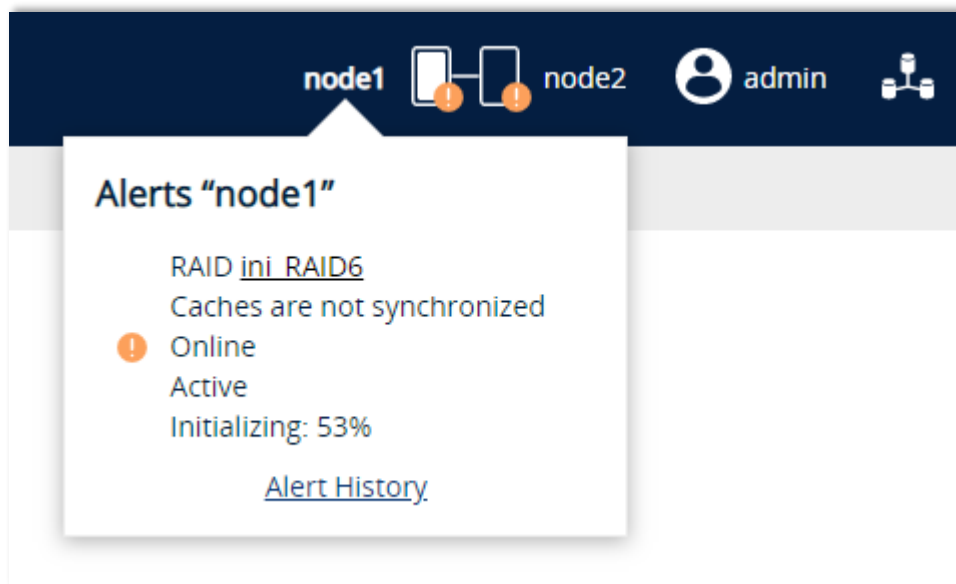 node1 node2 admin
Alerts “node1”
RAID ini_RAID6
Caches are not synchronized
Online
Active
Initializing: 53%
Alert History